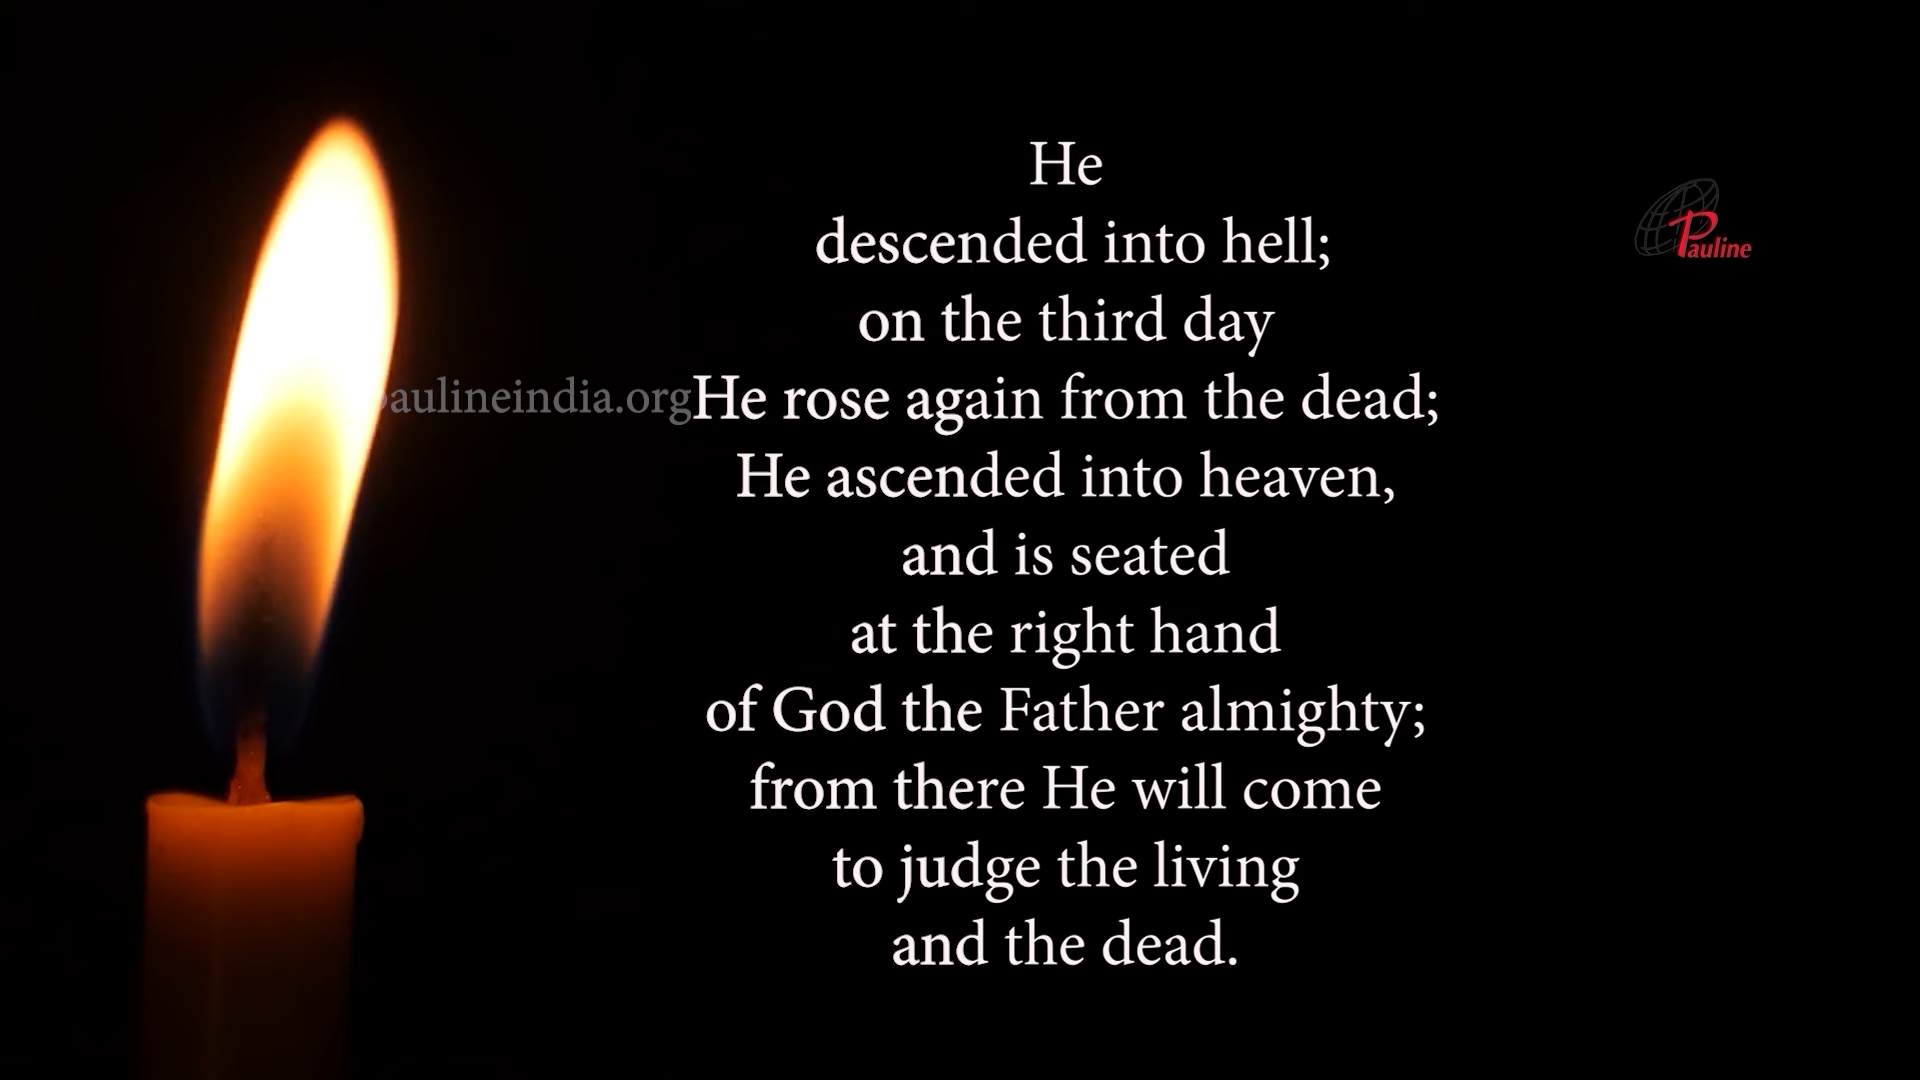 He
descended into hell;
on the third day
paulineindia.org
He rose again from the dead;
He ascended into heaven,
and is seated
at the right hand
of God the Father almighty;
from there He will come
to judge the living
and the dead.
Pauline